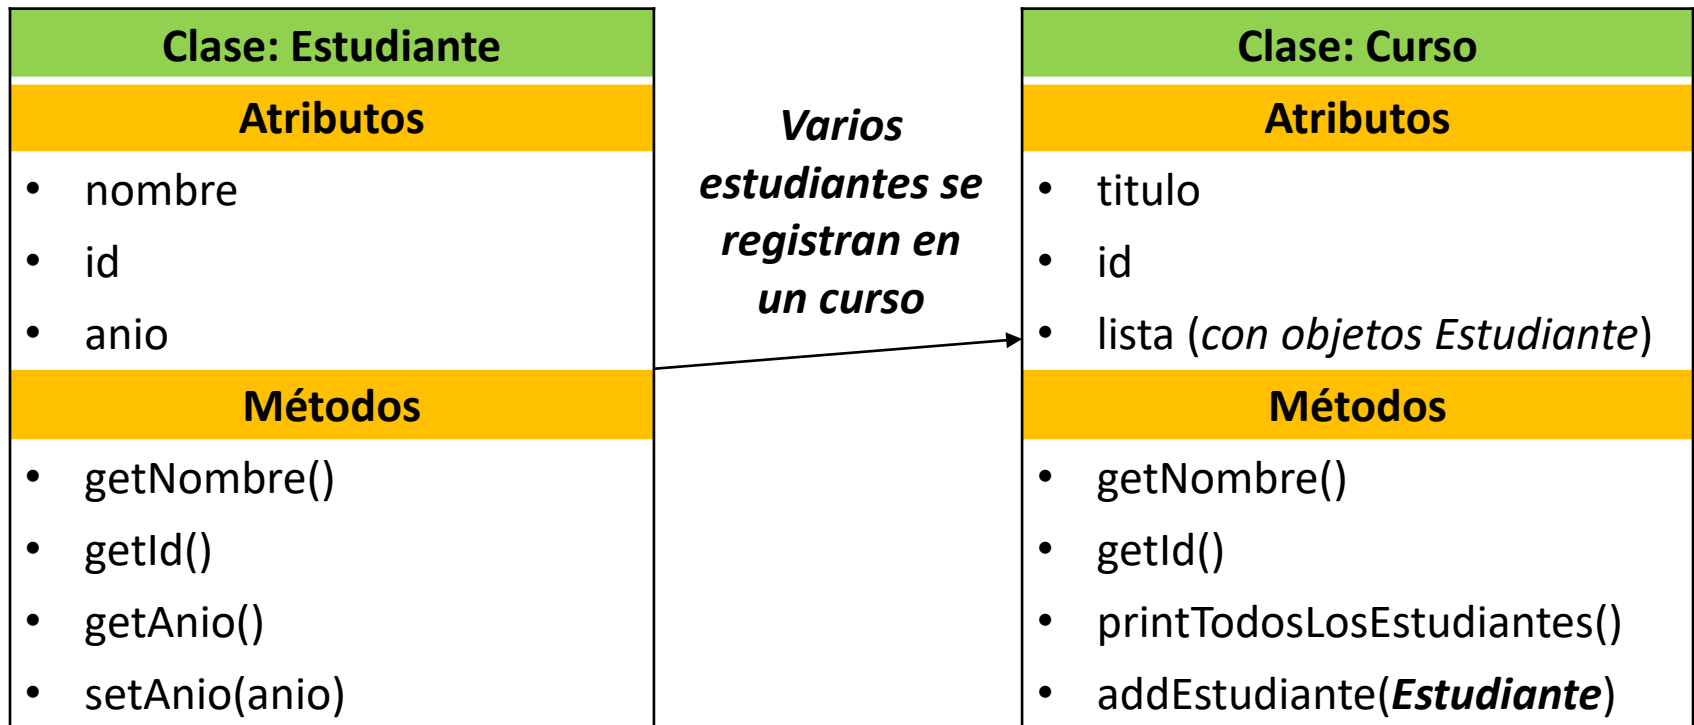 Clase: Estudiante
Atributos
• nombre
• id
• anio
Métodos
• getNombre()
• getId()
• getAnio()
• setAnio(anio)
Varios
estudiantes se
registran en
un curso
Clase: Curso
Atributos
• titulo
• id
• lista (con objetos Estudiante)
Métodos
• getNombre()
• getId()
• printTodosLosEstudiantes()
• addEstudiante(Estudiante)